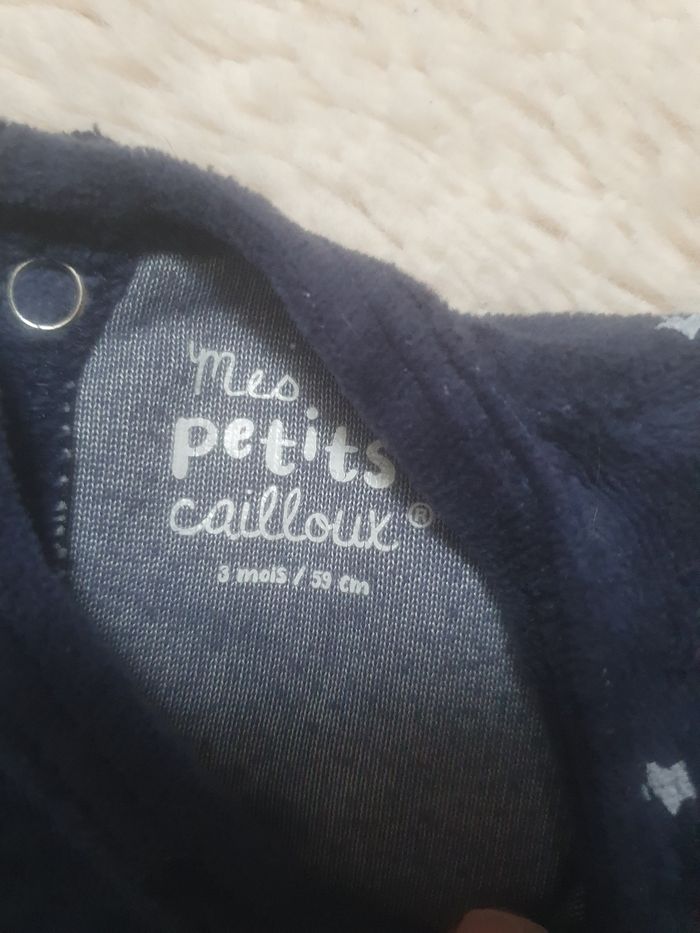 mes
petits
cailloux®
3 mois / 59 cm